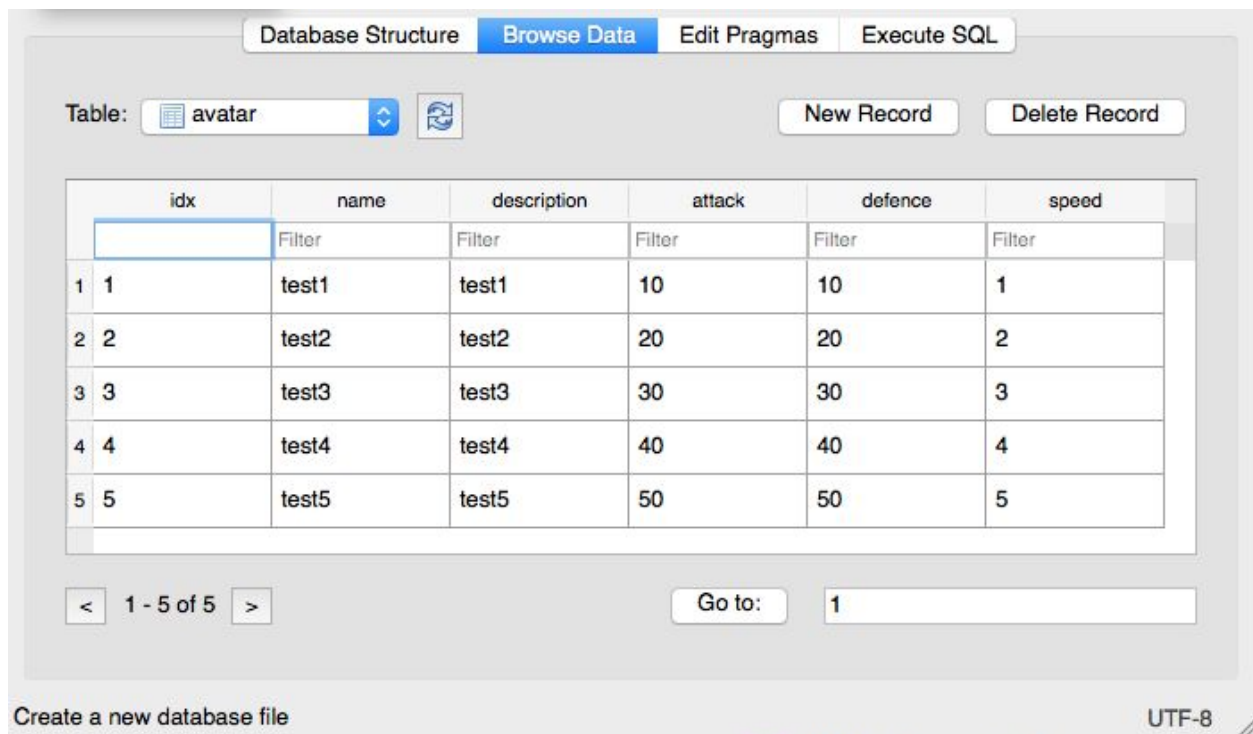 Database Structure Browse Data Edit Pragmas Execute SQL
Table: avatar New Record Delete Record
idx name description attack defence speed
Filter Filter Filter Filter Filter
1 1 test1 test1 10 10 1
2 2 test2 test2 20 20 2
3 3 test3 test3 30 30 3
4 4 test4 test4 40 40 4
5 5 test5 test5 50 50 5
< 1 - 5 of 5 > Go to: 1
Create a new database file UTF-8